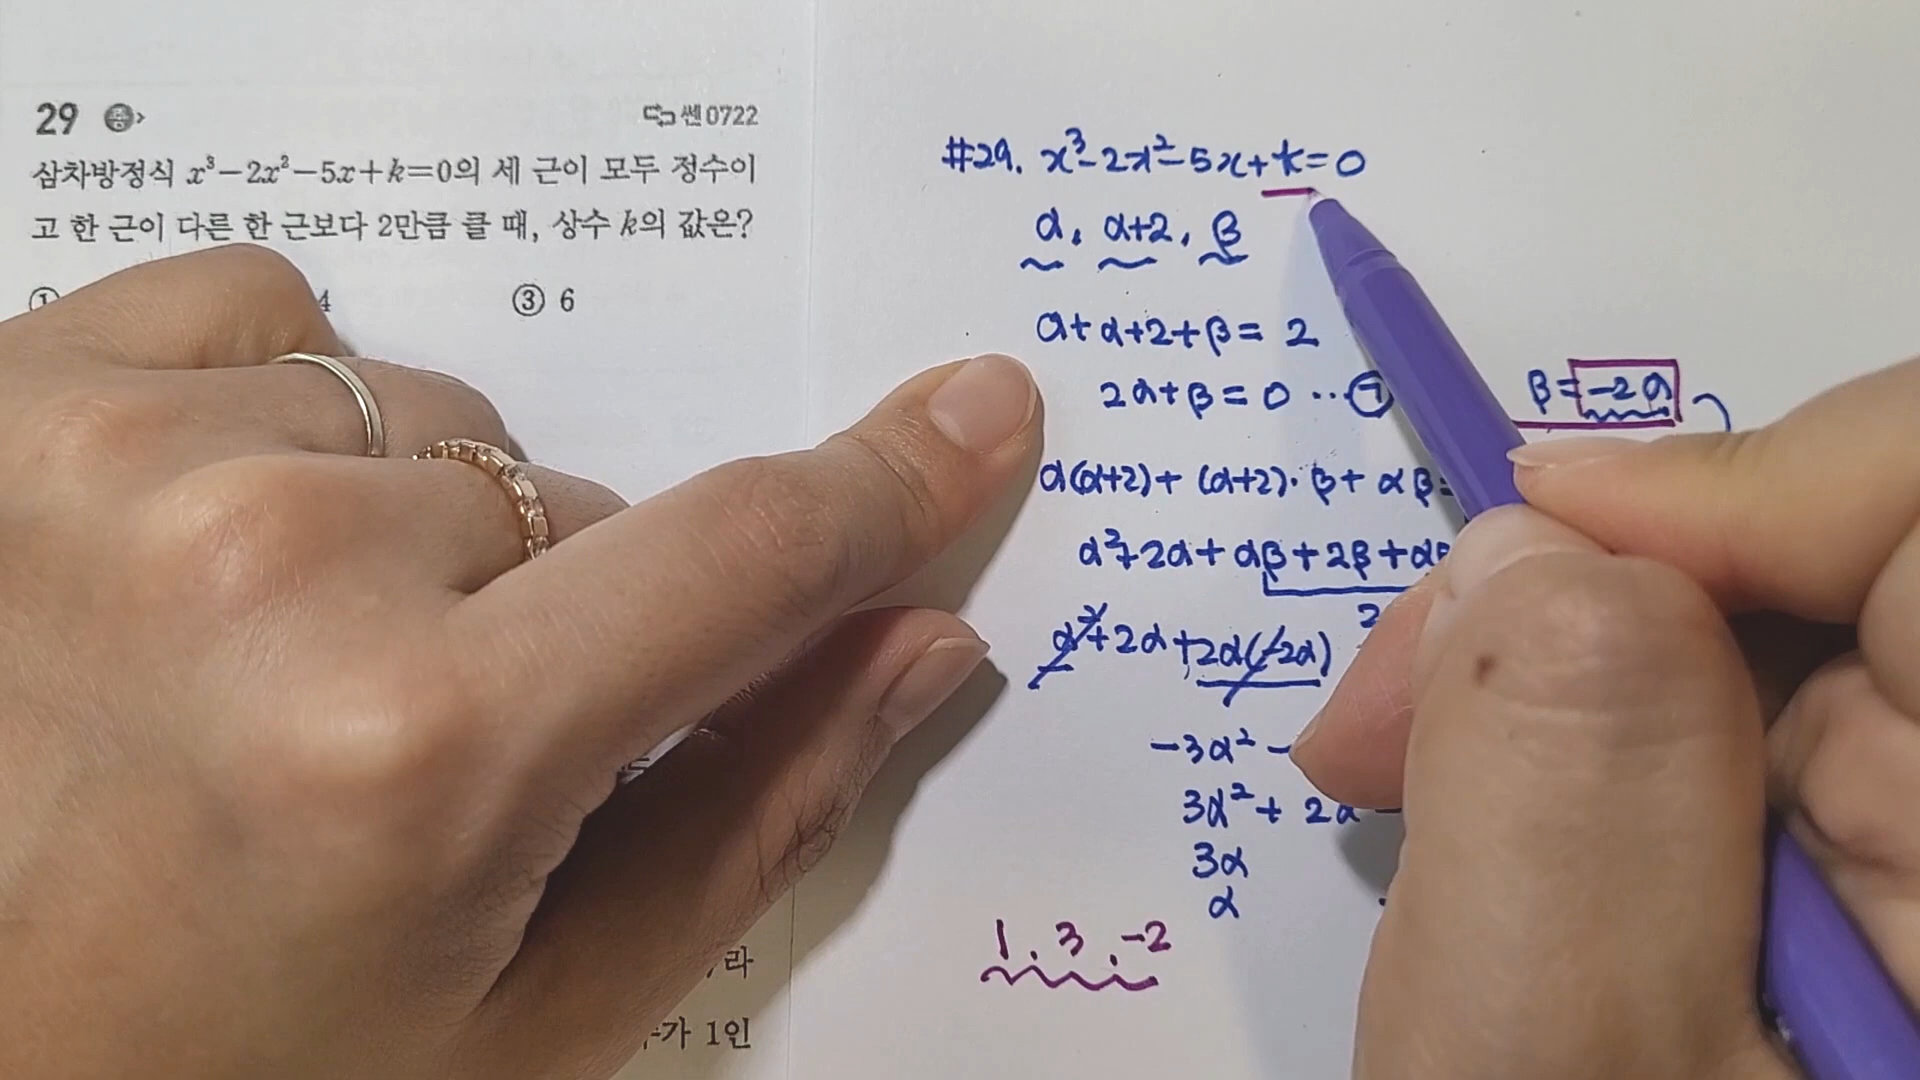 29
쎈 0722
삼차방정식 x³-2x²-5x+k=0의 세 근이 모두 정수이
고 한 근이 다른 한 근보다 2만큼 클 때, 상수 k의 값은?
① 4 ③ 6
라
가 1인
#29. x³-2x²-5x+k=0
α, α+2, β
α+α+2+β=2
2α+β=0 ...㉠
β=-2α
α(α+2)+(α+2)·β+αβ=
α²+2α+αβ+2β+αβ
2
α²+2α+2α(-2α)
-3α²-
3α²+2α-
3α
α
1, 3, -2